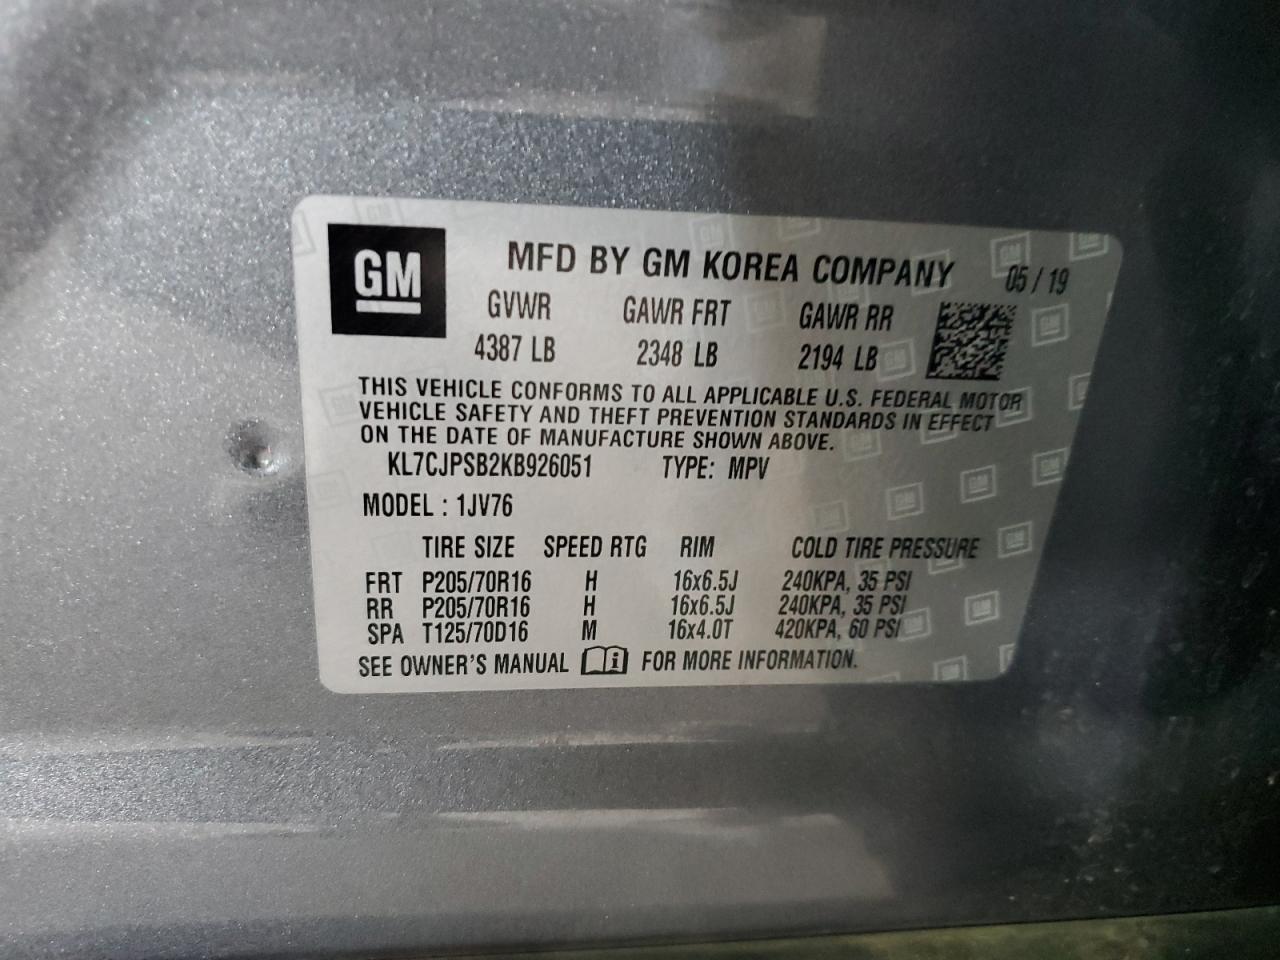 GM
MFD BY GM KOREA COMPANY 05 / 19
GVWR GAWR FRT GAWR RR
4387 LB 2348 LB 2194 LB
THIS VEHICLE CONFORMS TO ALL APPLICABLE U.S. FEDERAL MOTOR
VEHICLE SAFETY AND THEFT PREVENTION STANDARDS IN EFFECT
ON THE DATE OF MANUFACTURE SHOWN ABOVE.
KL7CJPSB2KB926051 TYPE: MPV
MODEL : 1JV76
TIRE SIZE SPEED RTG RIM COLD TIRE PRESSURE
FRT P205/70R16 H 16x6.5J 240KPA, 35 PSI
RR P205/70R16 H 16x6.5J 240KPA, 35 PSI
SPA T125/70D16 M 16x4.0T 420KPA, 60 PSI
SEE OWNER'S MANUAL i FOR MORE INFORMATION.